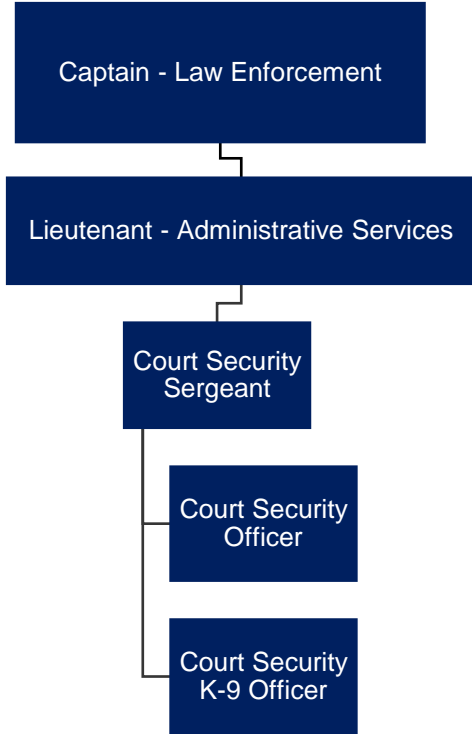 Captain - Law Enforcement
Lieutenant - Administrative Services
Court Security
Sergeant
Court Security
Officer
Court Security
K-9 Officer